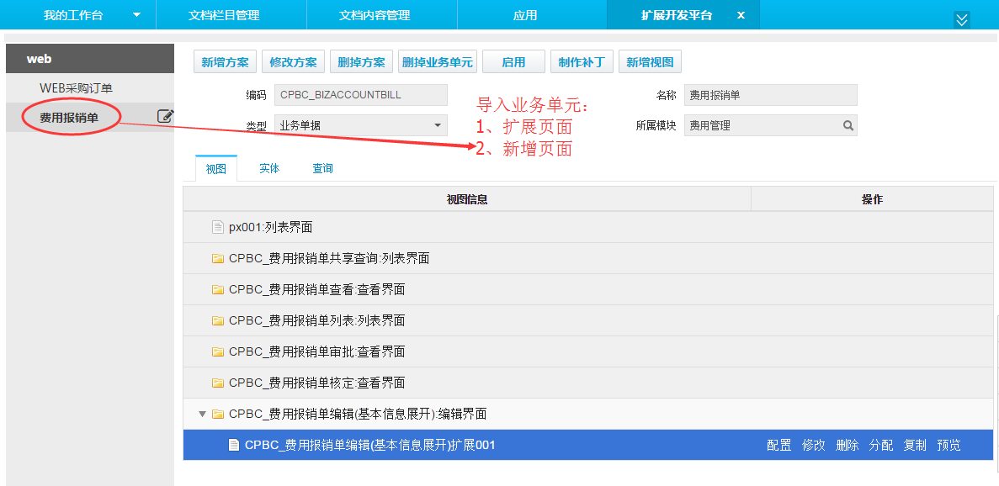 我的工作台 文档栏目管理 文档内容管理 应用 扩展开发平台 x
web
WEB采购订单
费用报销单
新增方案 修改方案 删掉方案 删掉业务单元 启用 制作补丁 新增视图
编码 CPBC_BIZACCOUNTBILL 名称 费用报销单
类型 业务单据 所属模块 费用管理
导入业务单元：
1、扩展页面
2、新增页面
视图 实体 查询
视图信息 操作
px001:列表界面
CPBC_费用报销单共享查询:列表界面
CPBC_费用报销单查看:查看界面
CPBC_费用报销单列表:列表界面
CPBC_费用报销单审批:查看界面
CPBC_费用报销单核定:查看界面
CPBC_费用报销单编辑(基本信息展开):编辑界面
CPBC_费用报销单编辑(基本信息展开)扩展001 配置 修改 删除 分配 复制 预览